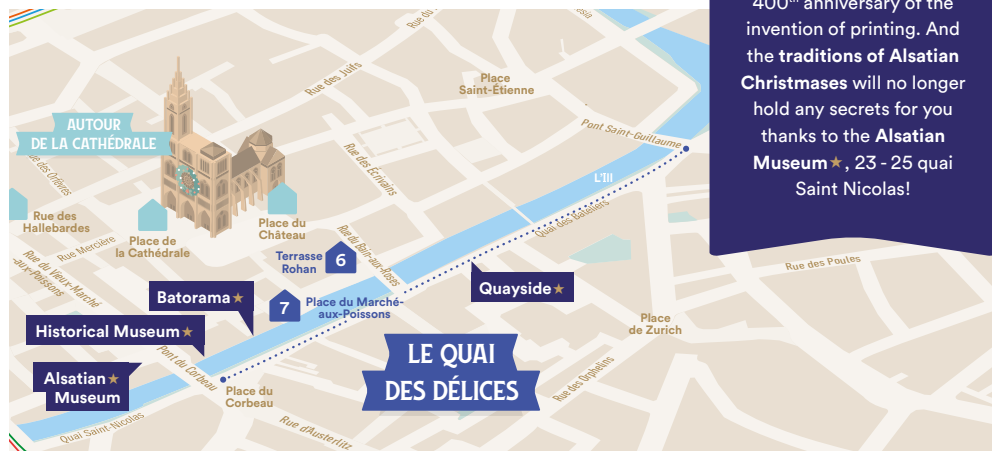 400th anniversary of the
invention of printing. And
the traditions of Alsatian
Christmases will no longer
hold any secrets for you
thanks to the Alsatian
Museum★, 23 - 25 quai
Saint Nicolas!
Rue des Juifs
Place
Saint-Étienne
Pont Saint-Guillaume
AUTOUR
DE LA CATHÉDRALE
Rue des Orfèvres
Rue des Écrivains
L'Ill
Rue des
Hallebardes
Rue Mercière
Place de
la Cathédrale
Place du
Château
Quai des Bateliers
Rue du Bain-aux-Roses
Terrasse
Rohan
6
Rue du Vieux-Marché
-aux-Poissons
Rue des Poules
Batorama★
7
Place du Marché-
aux-Poissons
Quayside★
Historical Museum★
Place
de Zurich
LE QUAI
DES DÉLICES
Pont du Corbeau
Alsatian★
Museum
Place du
Corbeau
Rue des Orphelins
Quai Saint-Nicolas
Rue d'Austerlitz